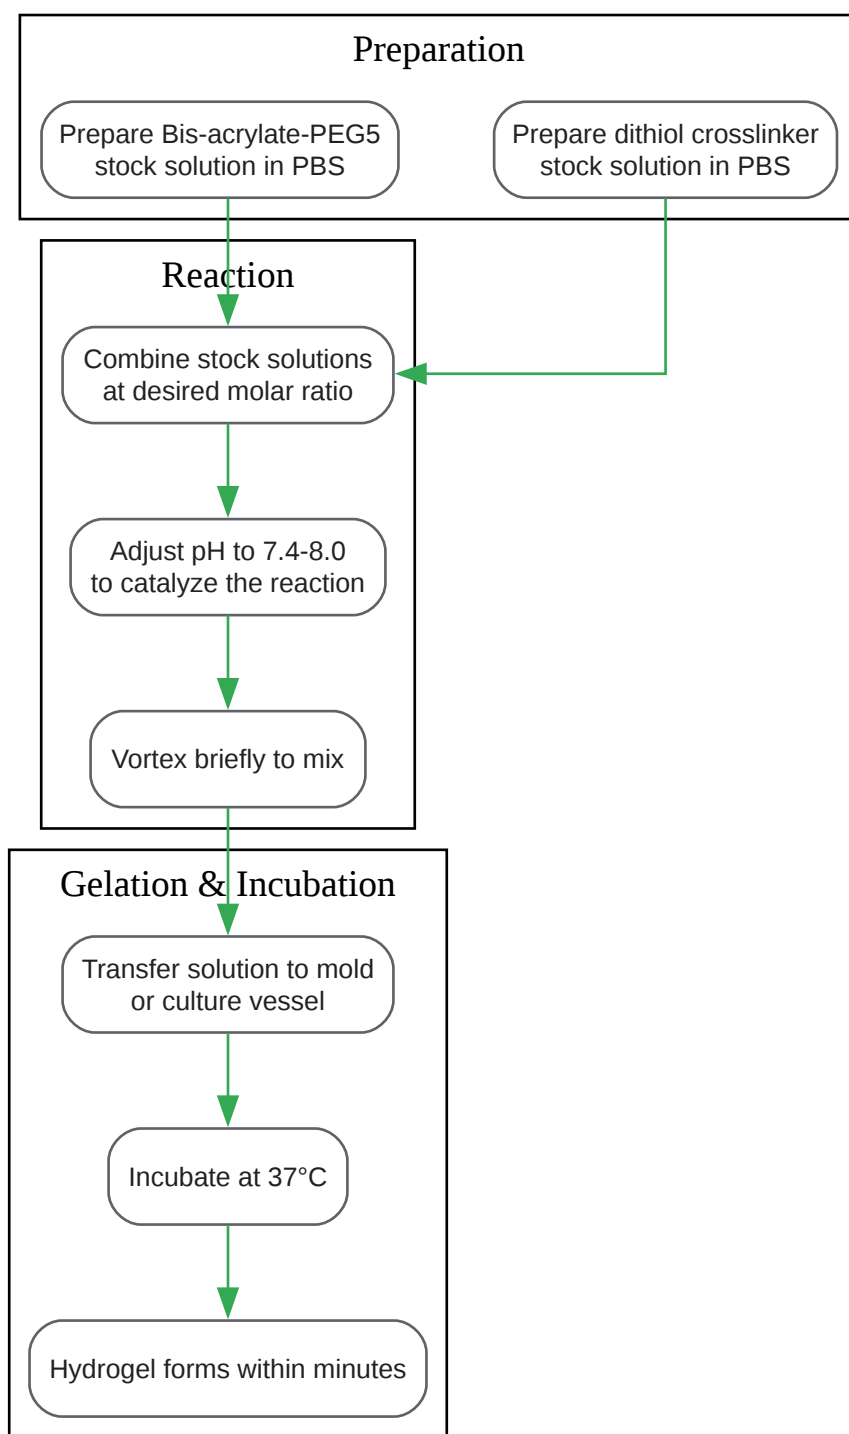 Preparation
Prepare Bis-acrylate-PEG5
stock solution in PBS
Prepare dithiol crosslinker
stock solution in PBS
Reaction
Combine stock solutions
at desired molar ratio
Adjust pH to 7.4-8.0
to catalyze the reaction
Vortex briefly to mix
Gelation & Incubation
Transfer solution to mold
or culture vessel
Incubate at 37°C
Hydrogel forms within minutes